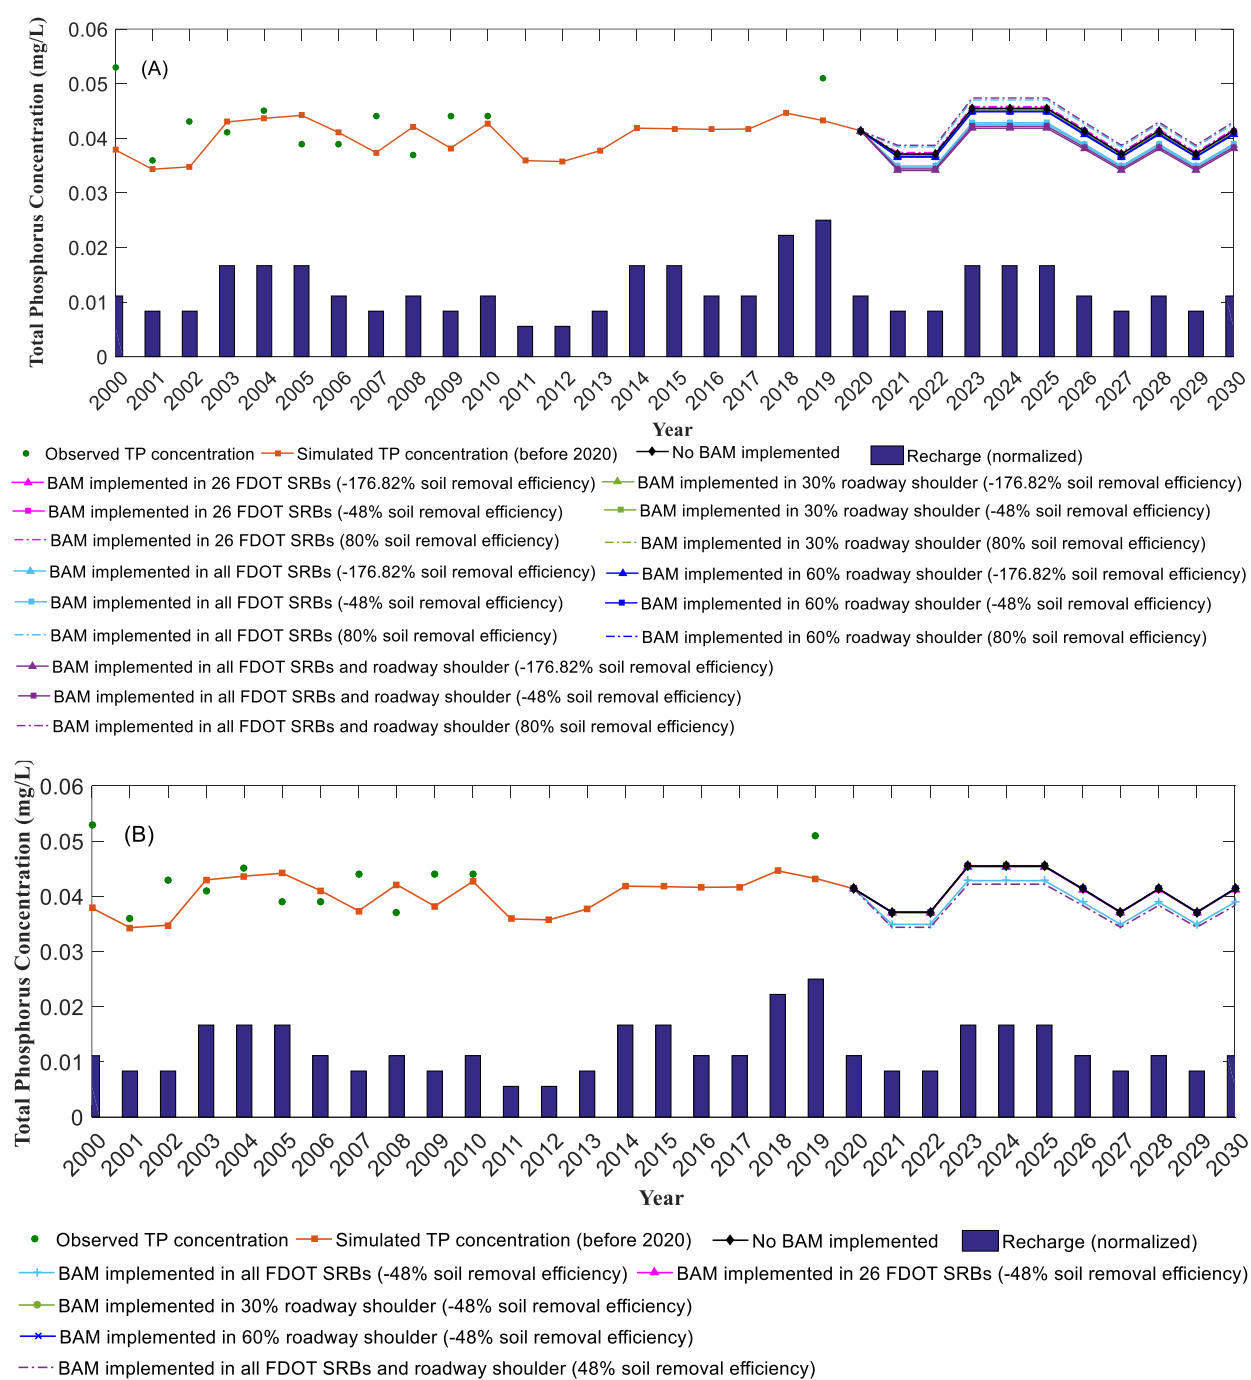 Total Phosphorus Concentration (mg/L)
0.06
0.05
0.04
0.03
0.02
0.01
0
(A)
2000 2001 2002 2003 2004 2005 2006 2007 2008 2009 2010 2011 2012 2013 2014 2015 2016 2017 2018 2019 2020 2021 2022 2023 2024 2025 2026 2027 2028 2029 2030
Year
Observed TP concentration Simulated TP concentration (before 2020) No BAM implemented Recharge (normalized)
BAM implemented in 26 FDOT SRBs (-176.82% soil removal efficiency) BAM implemented in 30% roadway shoulder (-176.82% soil removal efficiency)
BAM implemented in 26 FDOT SRBs (-48% soil removal efficiency) BAM implemented in 30% roadway shoulder (-48% soil removal efficiency)
BAM implemented in 26 FDOT SRBs (80% soil removal efficiency) BAM implemented in 30% roadway shoulder (80% soil removal efficiency)
BAM implemented in all FDOT SRBs (-176.82% soil removal efficiency) BAM implemented in 60% roadway shoulder (-176.82% soil removal efficiency)
BAM implemented in all FDOT SRBs (-48% soil removal efficiency) BAM implemented in 60% roadway shoulder (-48% soil removal efficiency)
BAM implemented in all FDOT SRBs (80% soil removal efficiency) BAM implemented in 60% roadway shoulder (80% soil removal efficiency)
BAM implemented in all FDOT SRBs and roadway shoulder (-176.82% soil removal efficiency)
BAM implemented in all FDOT SRBs and roadway shoulder (-48% soil removal efficiency)
BAM implemented in all FDOT SRBs and roadway shoulder (80% soil removal efficiency)
Total Phosphorus Concentration (mg/L)
0.06
0.05
0.04
0.03
0.02
0.01
0
(B)
2000 2001 2002 2003 2004 2005 2006 2007 2008 2009 2010 2011 2012 2013 2014 2015 2016 2017 2018 2019 2020 2021 2022 2023 2024 2025 2026 2027 2028 2029 2030
Year
Observed TP concentration Simulated TP concentration (before 2020) No BAM implemented Recharge (normalized)
BAM implemented in all FDOT SRBs (-48% soil removal efficiency) BAM implemented in 26 FDOT SRBs (-48% soil removal efficiency)
BAM implemented in 30% roadway shoulder (-48% soil removal efficiency)
BAM implemented in 60% roadway shoulder (-48% soil removal efficiency)
BAM implemented in all FDOT SRBs and roadway shoulder (48% soil removal efficiency)